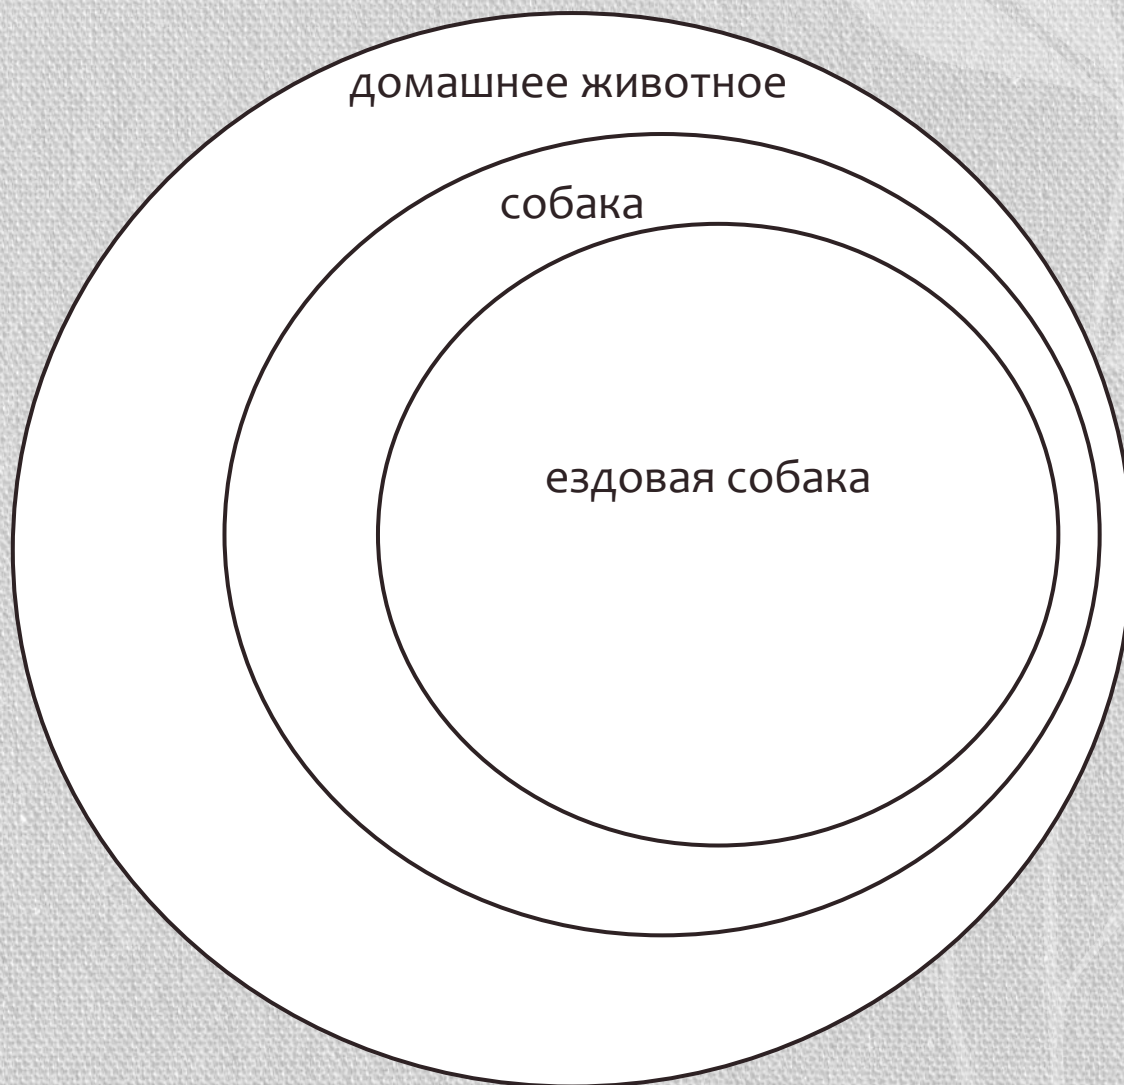 домашнее животное
собака
ездовая собака